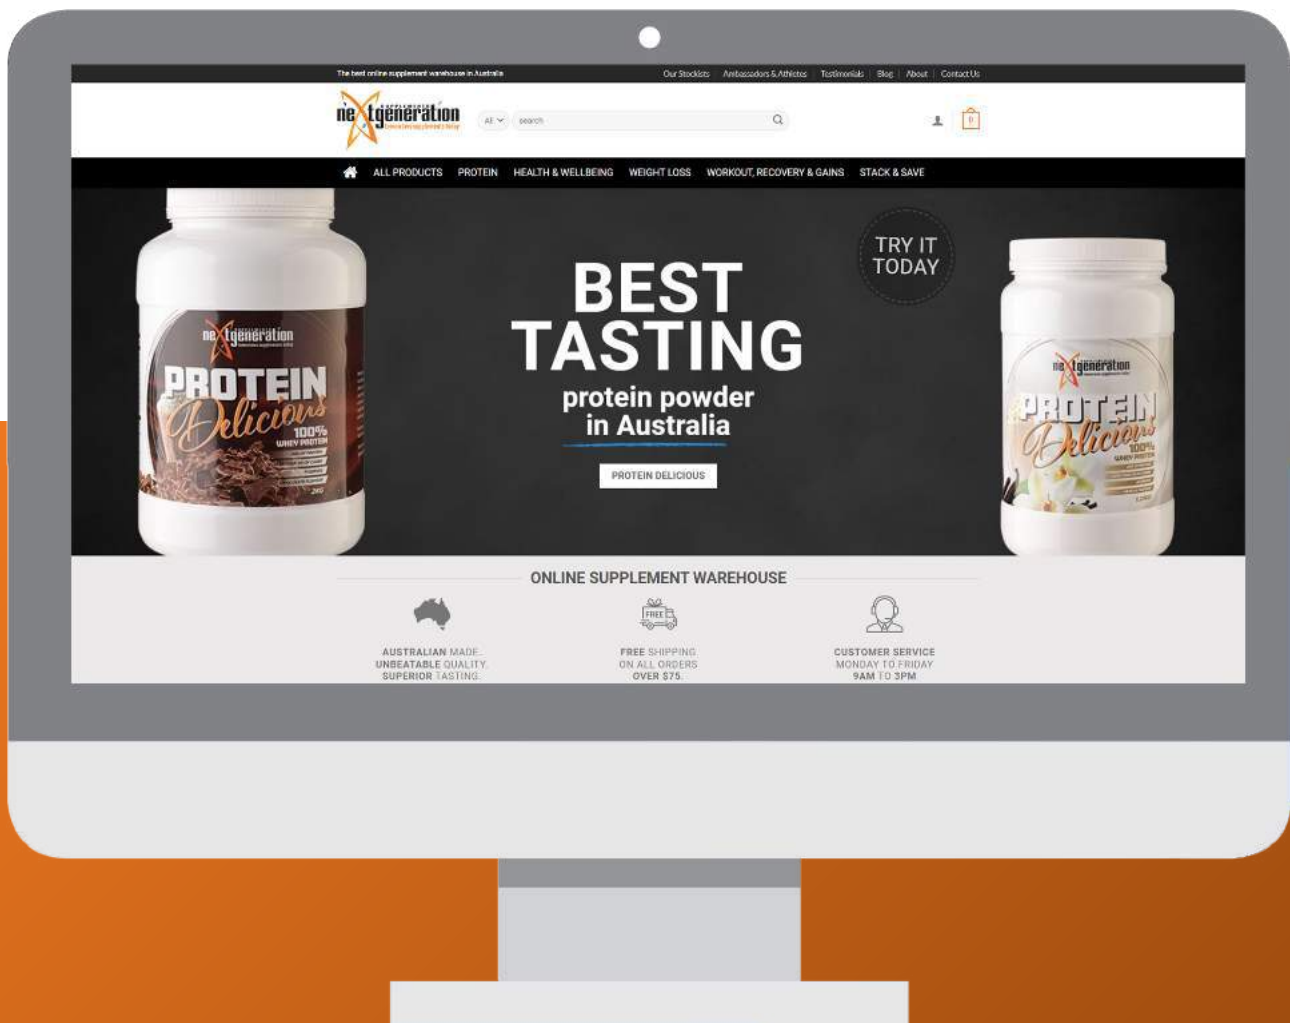 The best online supplement warehouse in Australia
Our Stockists
Ambassadors & Athletes
Testimonials
Blog
About
Contact Us
nextgeneration
All
search
0
ALL PRODUCTS
PROTEIN
HEALTH & WELLBEING
WEIGHT LOSS
WORKOUT, RECOVERY & GAINS
STACK & SAVE
nextgeneration
PROTEIN
Delicious
100%
WHEY PROTEIN
2KG
BEST
TASTING
protein powder
in Australia
PROTEIN DELICIOUS
TRY IT
TODAY
nextgeneration
PROTEIN
Delicious
100%
WHEY PROTEIN
ONLINE SUPPLEMENT WAREHOUSE
AUSTRALIAN MADE.
UNBEATABLE QUALITY.
SUPERIOR TASTING.
FREE
FREE SHIPPING
ON ALL ORDERS
OVER $75.
CUSTOMER SERVICE
MONDAY TO FRIDAY
9AM TO 3PM